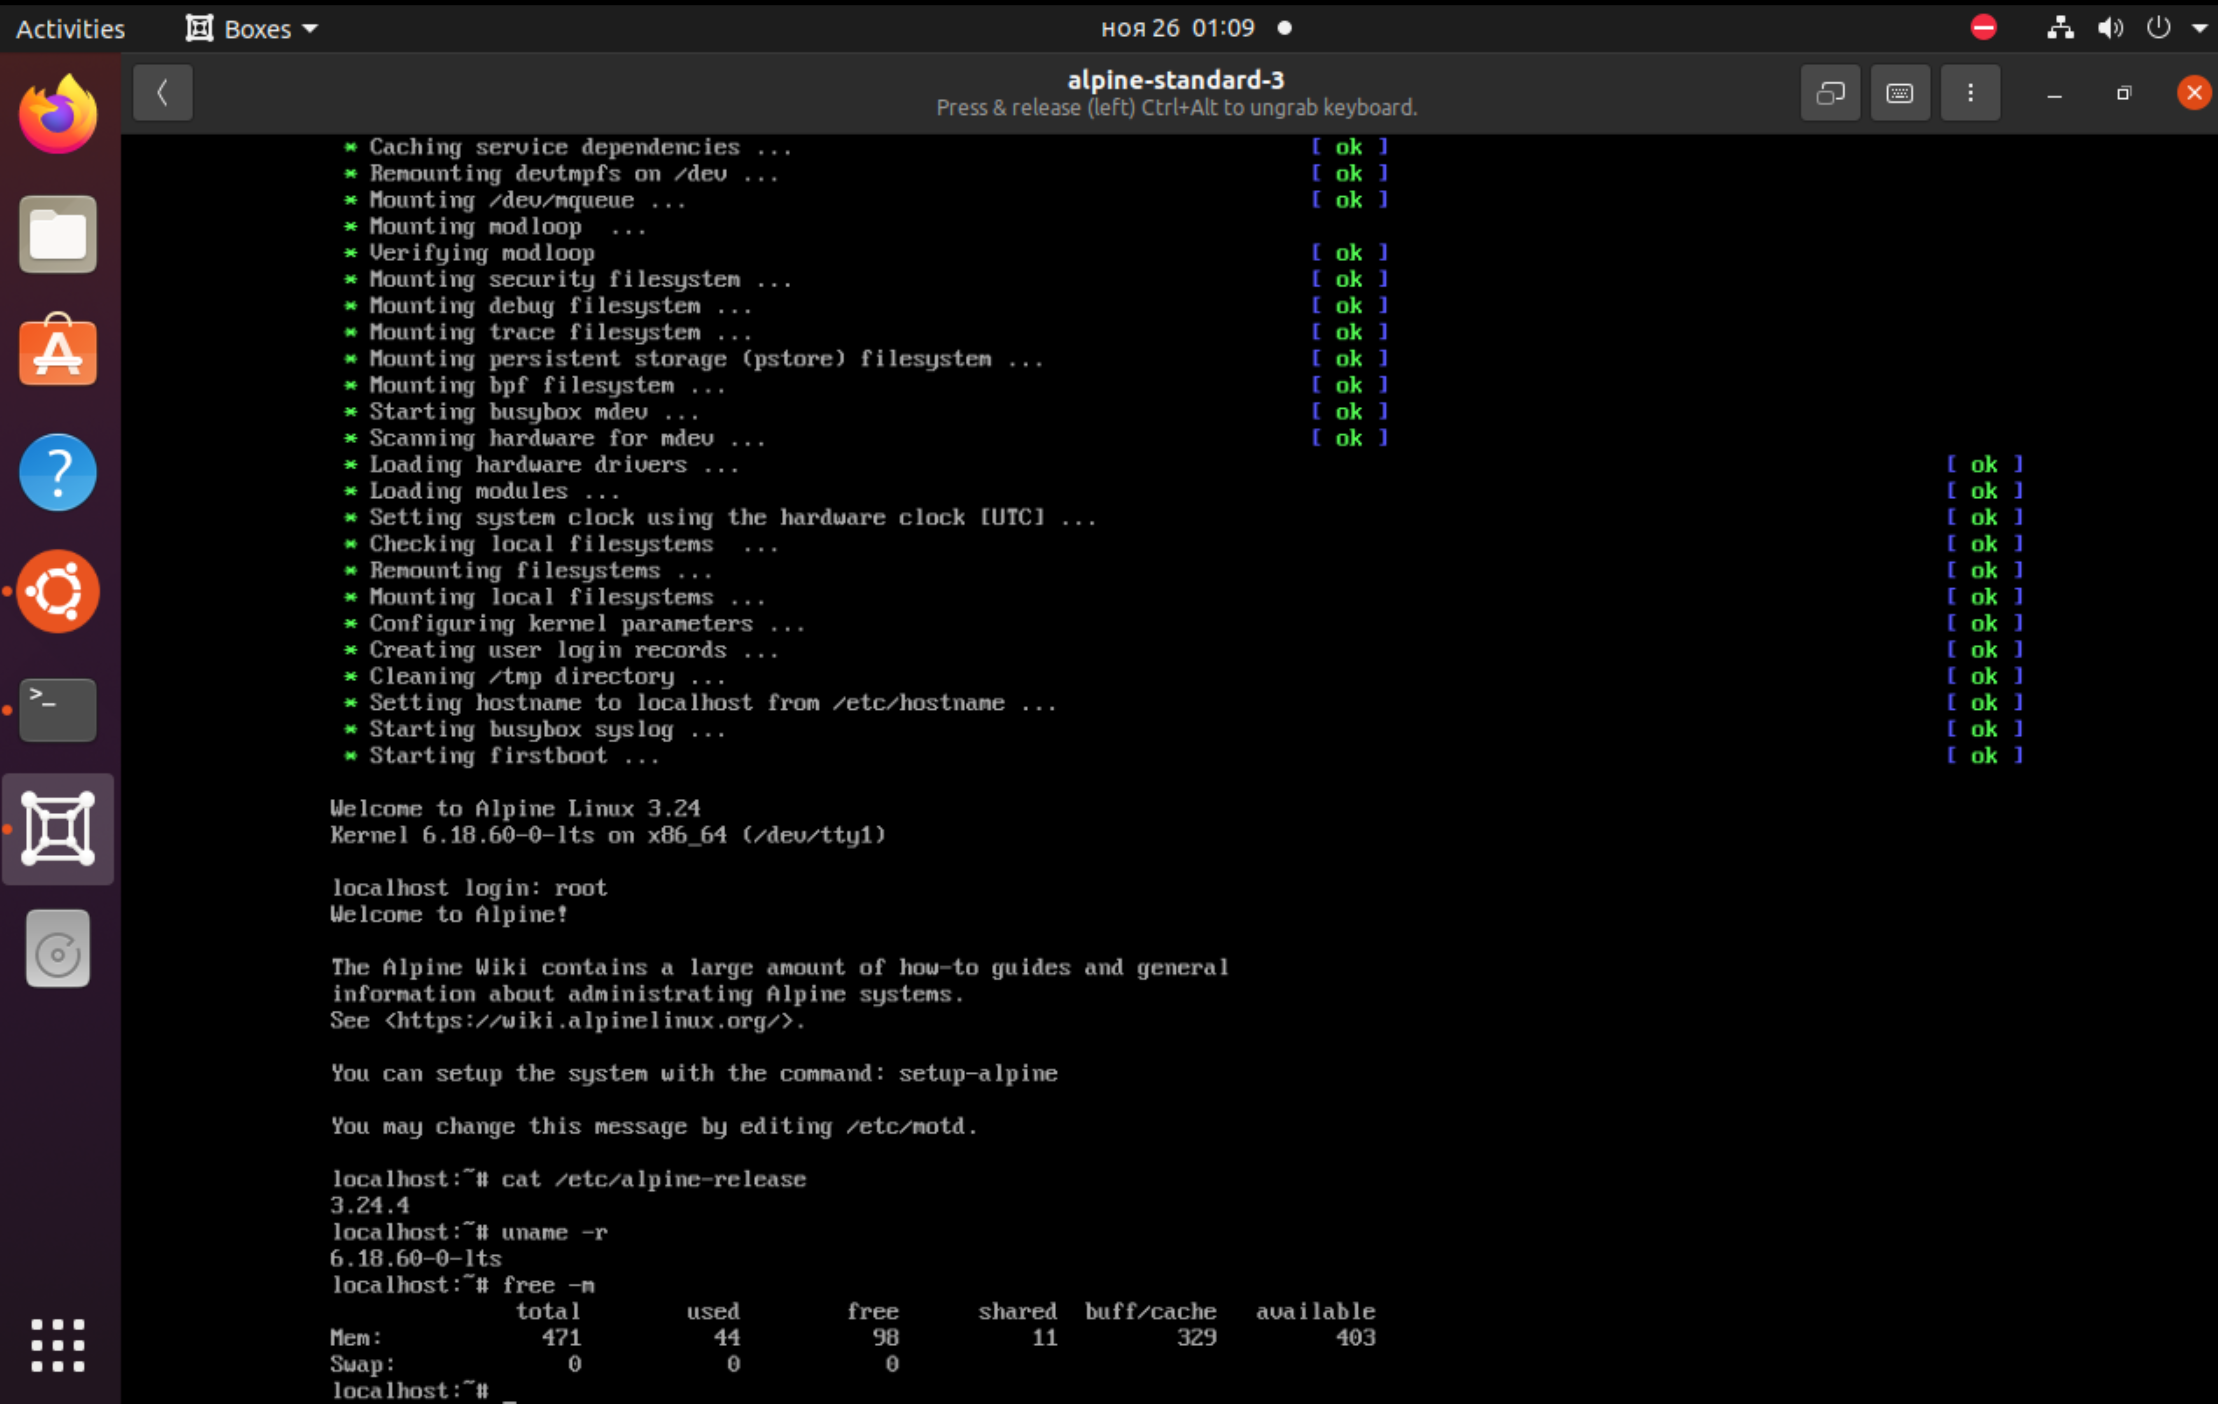 Activities Boxes ноя 26 01:09
alpine-standard-3
Press & release (left) Ctrl+Alt to ungrab keyboard.
* Caching service dependencies ... [ ok ]
* Remounting devtmpfs on /dev ... [ ok ]
* Mounting /dev/mqueue ... [ ok ]
* Mounting modloop  ...
* Verifying modloop [ ok ]
* Mounting security filesystem ... [ ok ]
* Mounting debug filesystem ... [ ok ]
* Mounting trace filesystem ... [ ok ]
* Mounting persistent storage (pstore) filesystem ... [ ok ]
* Mounting bpf filesystem ... [ ok ]
* Starting busybox mdev ... [ ok ]
* Scanning hardware for mdev ... [ ok ]
* Loading hardware drivers ... [ ok ]
* Loading modules ... [ ok ]
* Setting system clock using the hardware clock [UTC] ... [ ok ]
* Checking local filesystems  ... [ ok ]
* Remounting filesystems ... [ ok ]
* Mounting local filesystems ... [ ok ]
* Configuring kernel parameters ... [ ok ]
* Creating user login records ... [ ok ]
* Cleaning /tmp directory ... [ ok ]
* Setting hostname to localhost from /etc/hostname ... [ ok ]
* Starting busybox syslog ... [ ok ]
* Starting firstboot ... [ ok ]
Welcome to Alpine Linux 3.24
Kernel 6.18.60-0-lts on x86_64 (/dev/tty1)
localhost login: root
Welcome to Alpine!
The Alpine Wiki contains a large amount of how-to guides and general
information about administrating Alpine systems.
See <https://wiki.alpinelinux.org/>.
You can setup the system with the command: setup-alpine
You may change this message by editing /etc/motd.
localhost:~# cat /etc/alpine-release
3.24.4
localhost:~# uname -r
6.18.60-0-lts
localhost:~# free -m
total used free shared buff/cache available
Mem: 471 44 98 11 329 403
Swap: 0 0 0
localhost:~# _